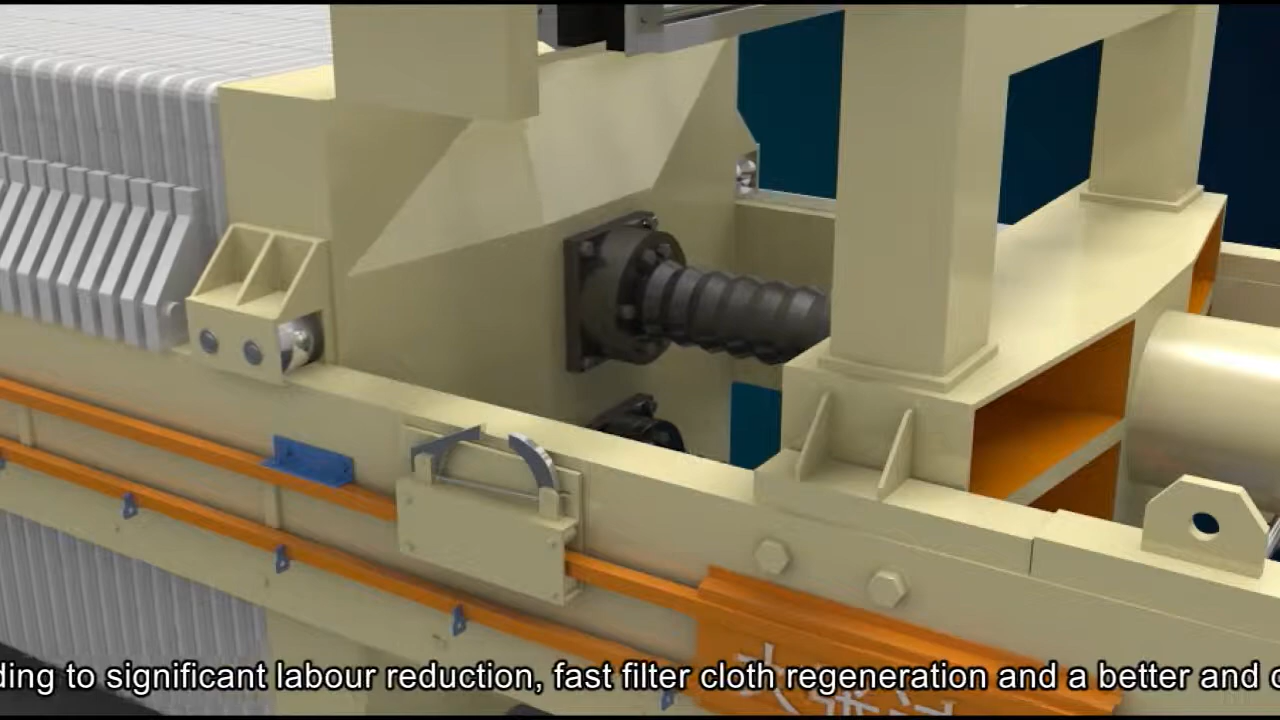 ding to significant labour reduction, fast filter cloth regeneration and a better and